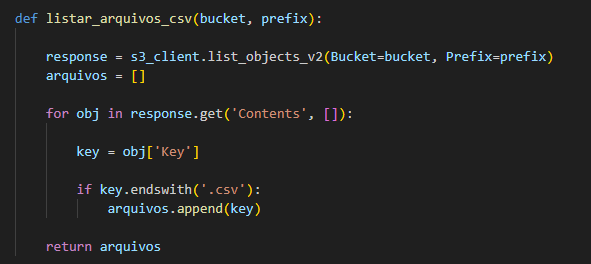 def listar_arquivos_csv(bucket, prefix):
response = s3_client.list_objects_v2(Bucket=bucket, Prefix=prefix)
arquivos = []
for obj in response.get('Contents', []):
key = obj['Key']
if key.endswith('.csv'):
arquivos.append(key)
return arquivos